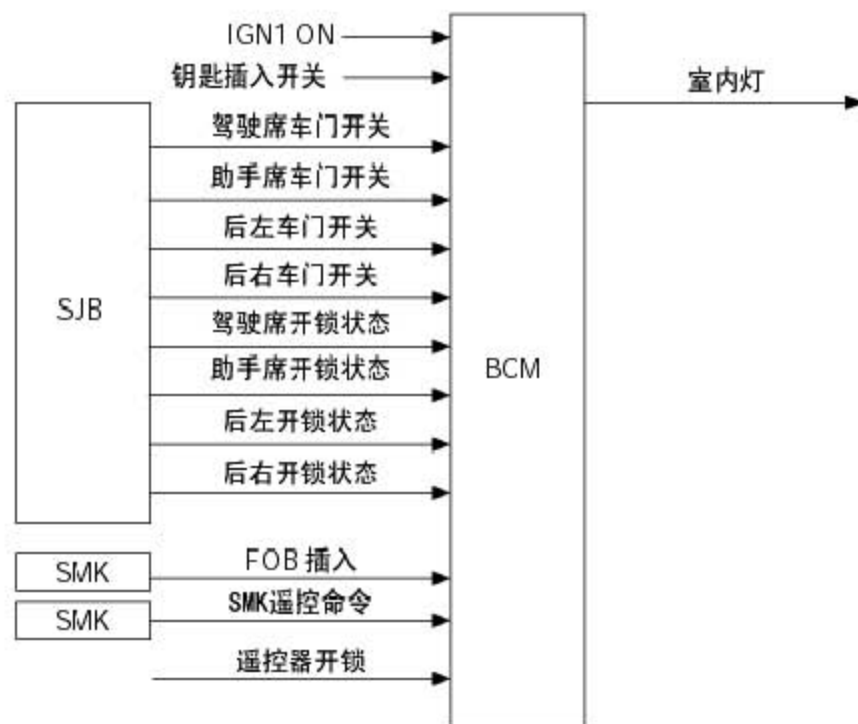 IGN1 ON
钥匙插入开关
室内灯
驾驶席车门开关
助手席车门开关
后左车门开关
后右车门开关
SJB
驾驶席开锁状态
助手席开锁状态
BCM
后左开锁状态
后右开锁状态
SMK
FOB 插入
SMK
SMK遥控命令
遥控器开锁